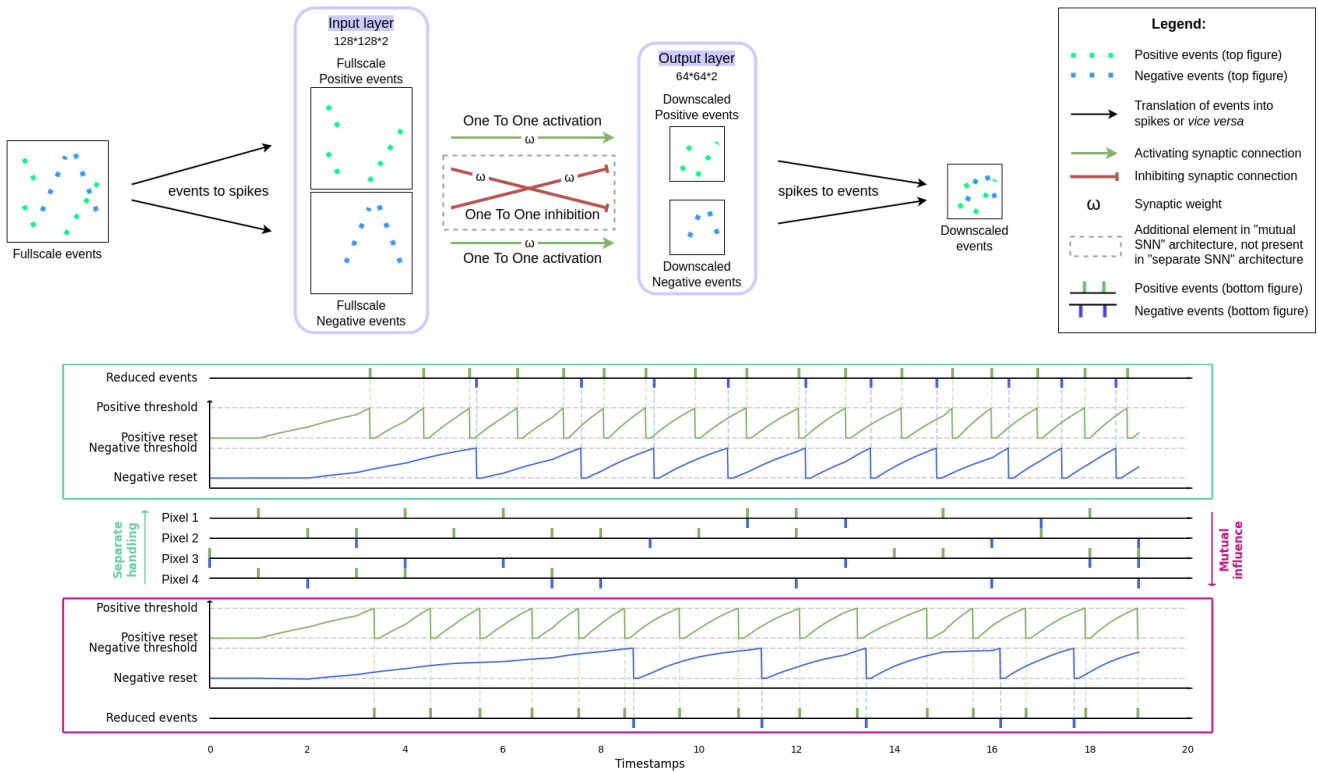 Input layer
128*128*2
Fullscale
Positive events
Fullscale events
events to spikes
Fullscale
Negative events
One To One activation
ω
ω
ω
One To One inhibition
ω
One To One activation
Output layer
64*64*2
Downscaled
Positive events
Downscaled
Negative events
spikes to events
Downscaled
events
Legend:
Positive events (top figure)
Negative events (top figure)
Translation of events into
spikes or vice versa
Activating synaptic connection
Inhibiting synaptic connection
ω Synaptic weight
Additional element in "mutual
SNN" architecture, not present
in "separate SNN" architecture
Positive events (bottom figure)
Negative events (bottom figure)
Reduced events
Positive threshold
Positive reset
Negative threshold
Negative reset
Separate
handling
Pixel 1
Pixel 2
Pixel 3
Pixel 4
Mutual
influence
Positive threshold
Positive reset
Negative threshold
Negative reset
Reduced events
0 2 4 6 8 10 12 14 16 18 20
Timestamps